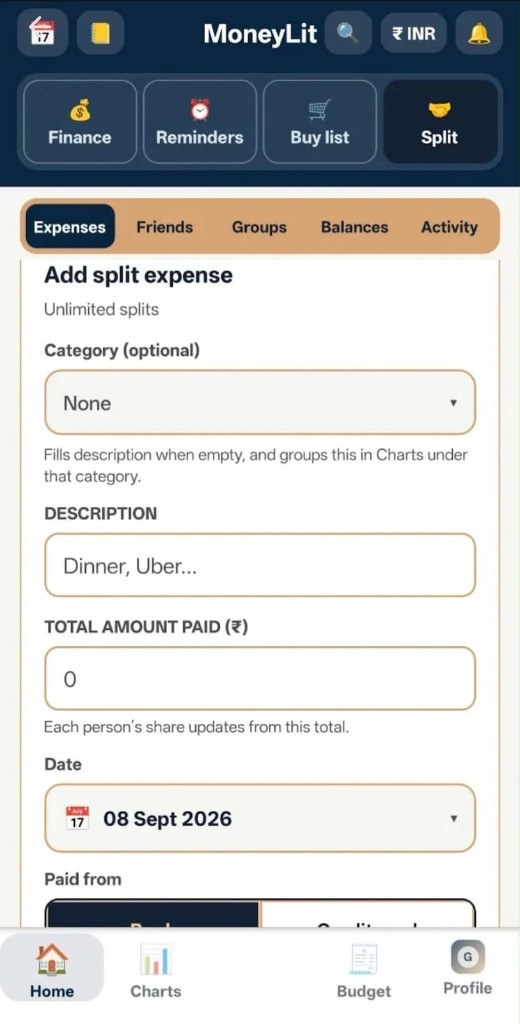 MoneyLit
₹ INR
Finance
Reminders
Buy list
Split
Expenses
Friends
Groups
Balances
Activity
Add split expense
Unlimited splits
Category (optional)
None
Fills description when empty, and groups this in Charts under
that category.
DESCRIPTION
Dinner, Uber...
TOTAL AMOUNT PAID (₹)
0
Each person's share updates from this total.
Date
17
08 Sept 2026
Paid from
Home
Charts
Budget
G
Profile